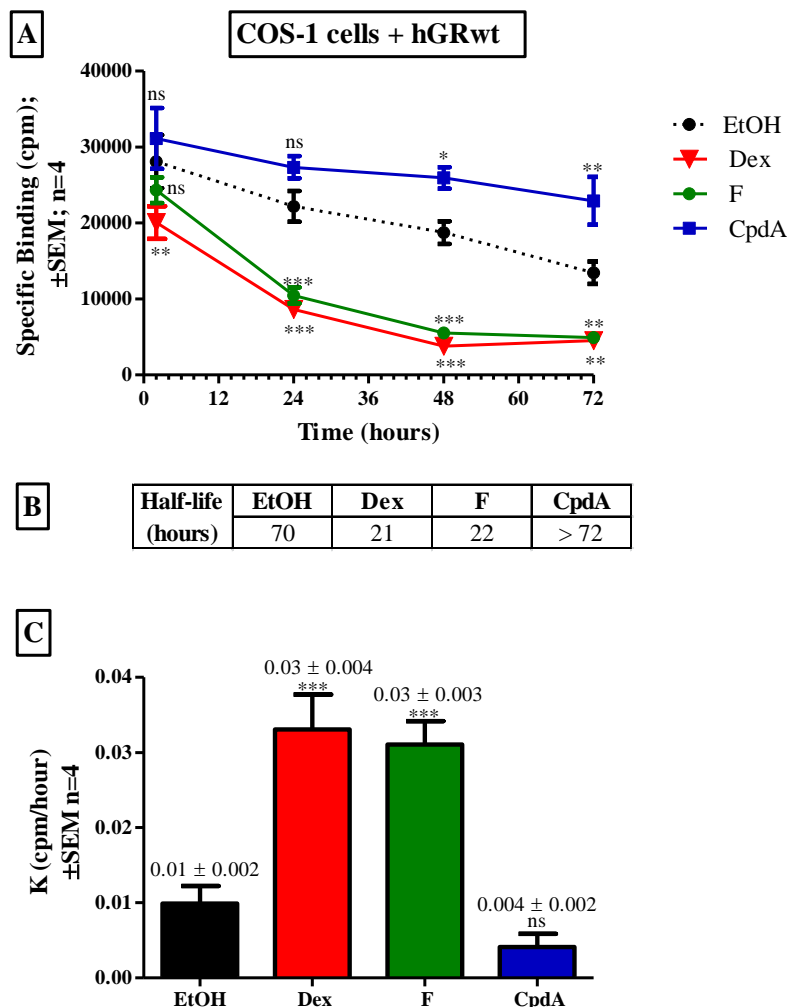 A
COS-1 cells + hGRwt
Specific Binding (cpm);
±SEM; n=4
40000
30000
20000
10000
0
ns
ns
*
**
ns
**
***
***
***
***
**
**
0 12 24 36 48 60 72
Time (hours)
EtOH
Dex
F
CpdA
B
Half-life EtOH Dex F CpdA
(hours) 70 21 22 > 72
C
K (cpm/hour)
±SEM n=4
0.04
0.03
0.02
0.01
0.00
0.01 ± 0.002
0.03 ± 0.004
***
0.03 ± 0.003
***
0.004 ± 0.002
ns
EtOH Dex F CpdA